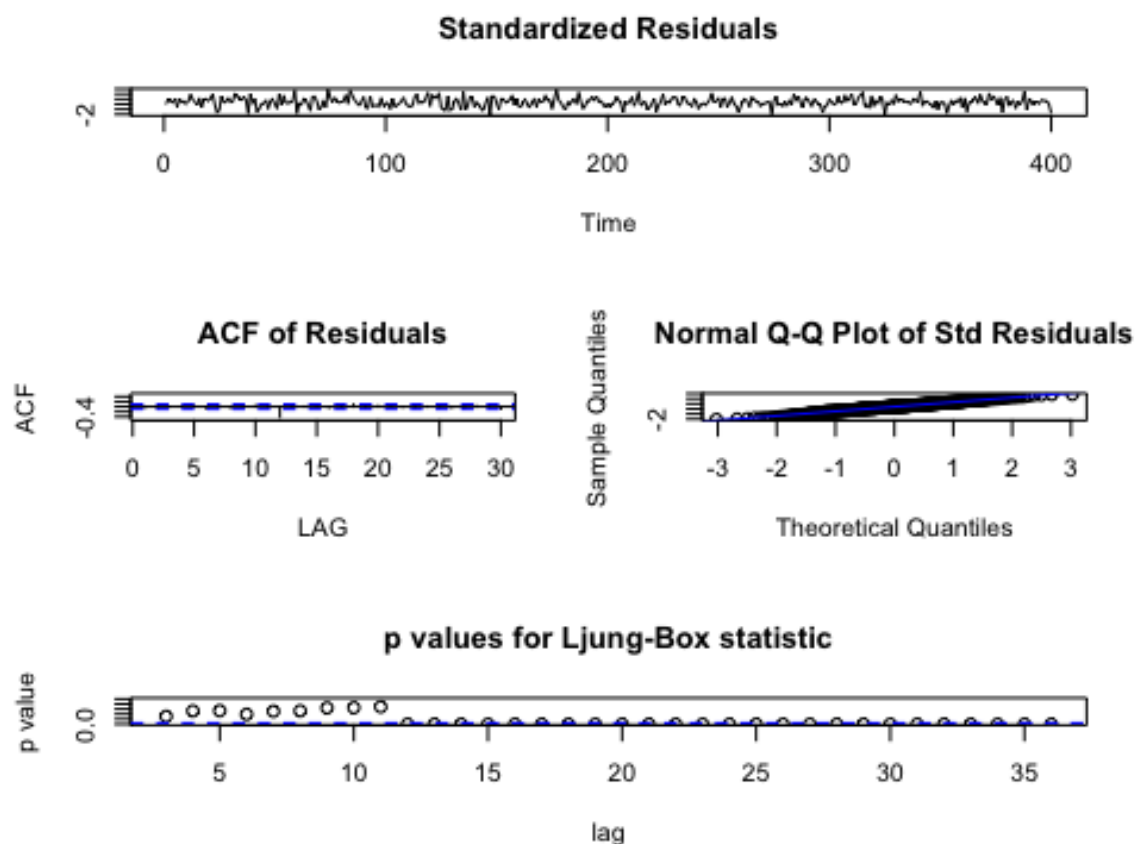 Standardized Residuals
-2
0 100 200 300 400
Time
ACF of Residuals
ACF
-0.4
0 5 10 15 20 25 30
LAG
Normal Q-Q Plot of Std Residuals
Sample Quantiles
-2
-3 -2 -1 0 1 2 3
Theoretical Quantiles
p values for Ljung-Box statistic
p value
0.0
5 10 15 20 25 30 35
lag